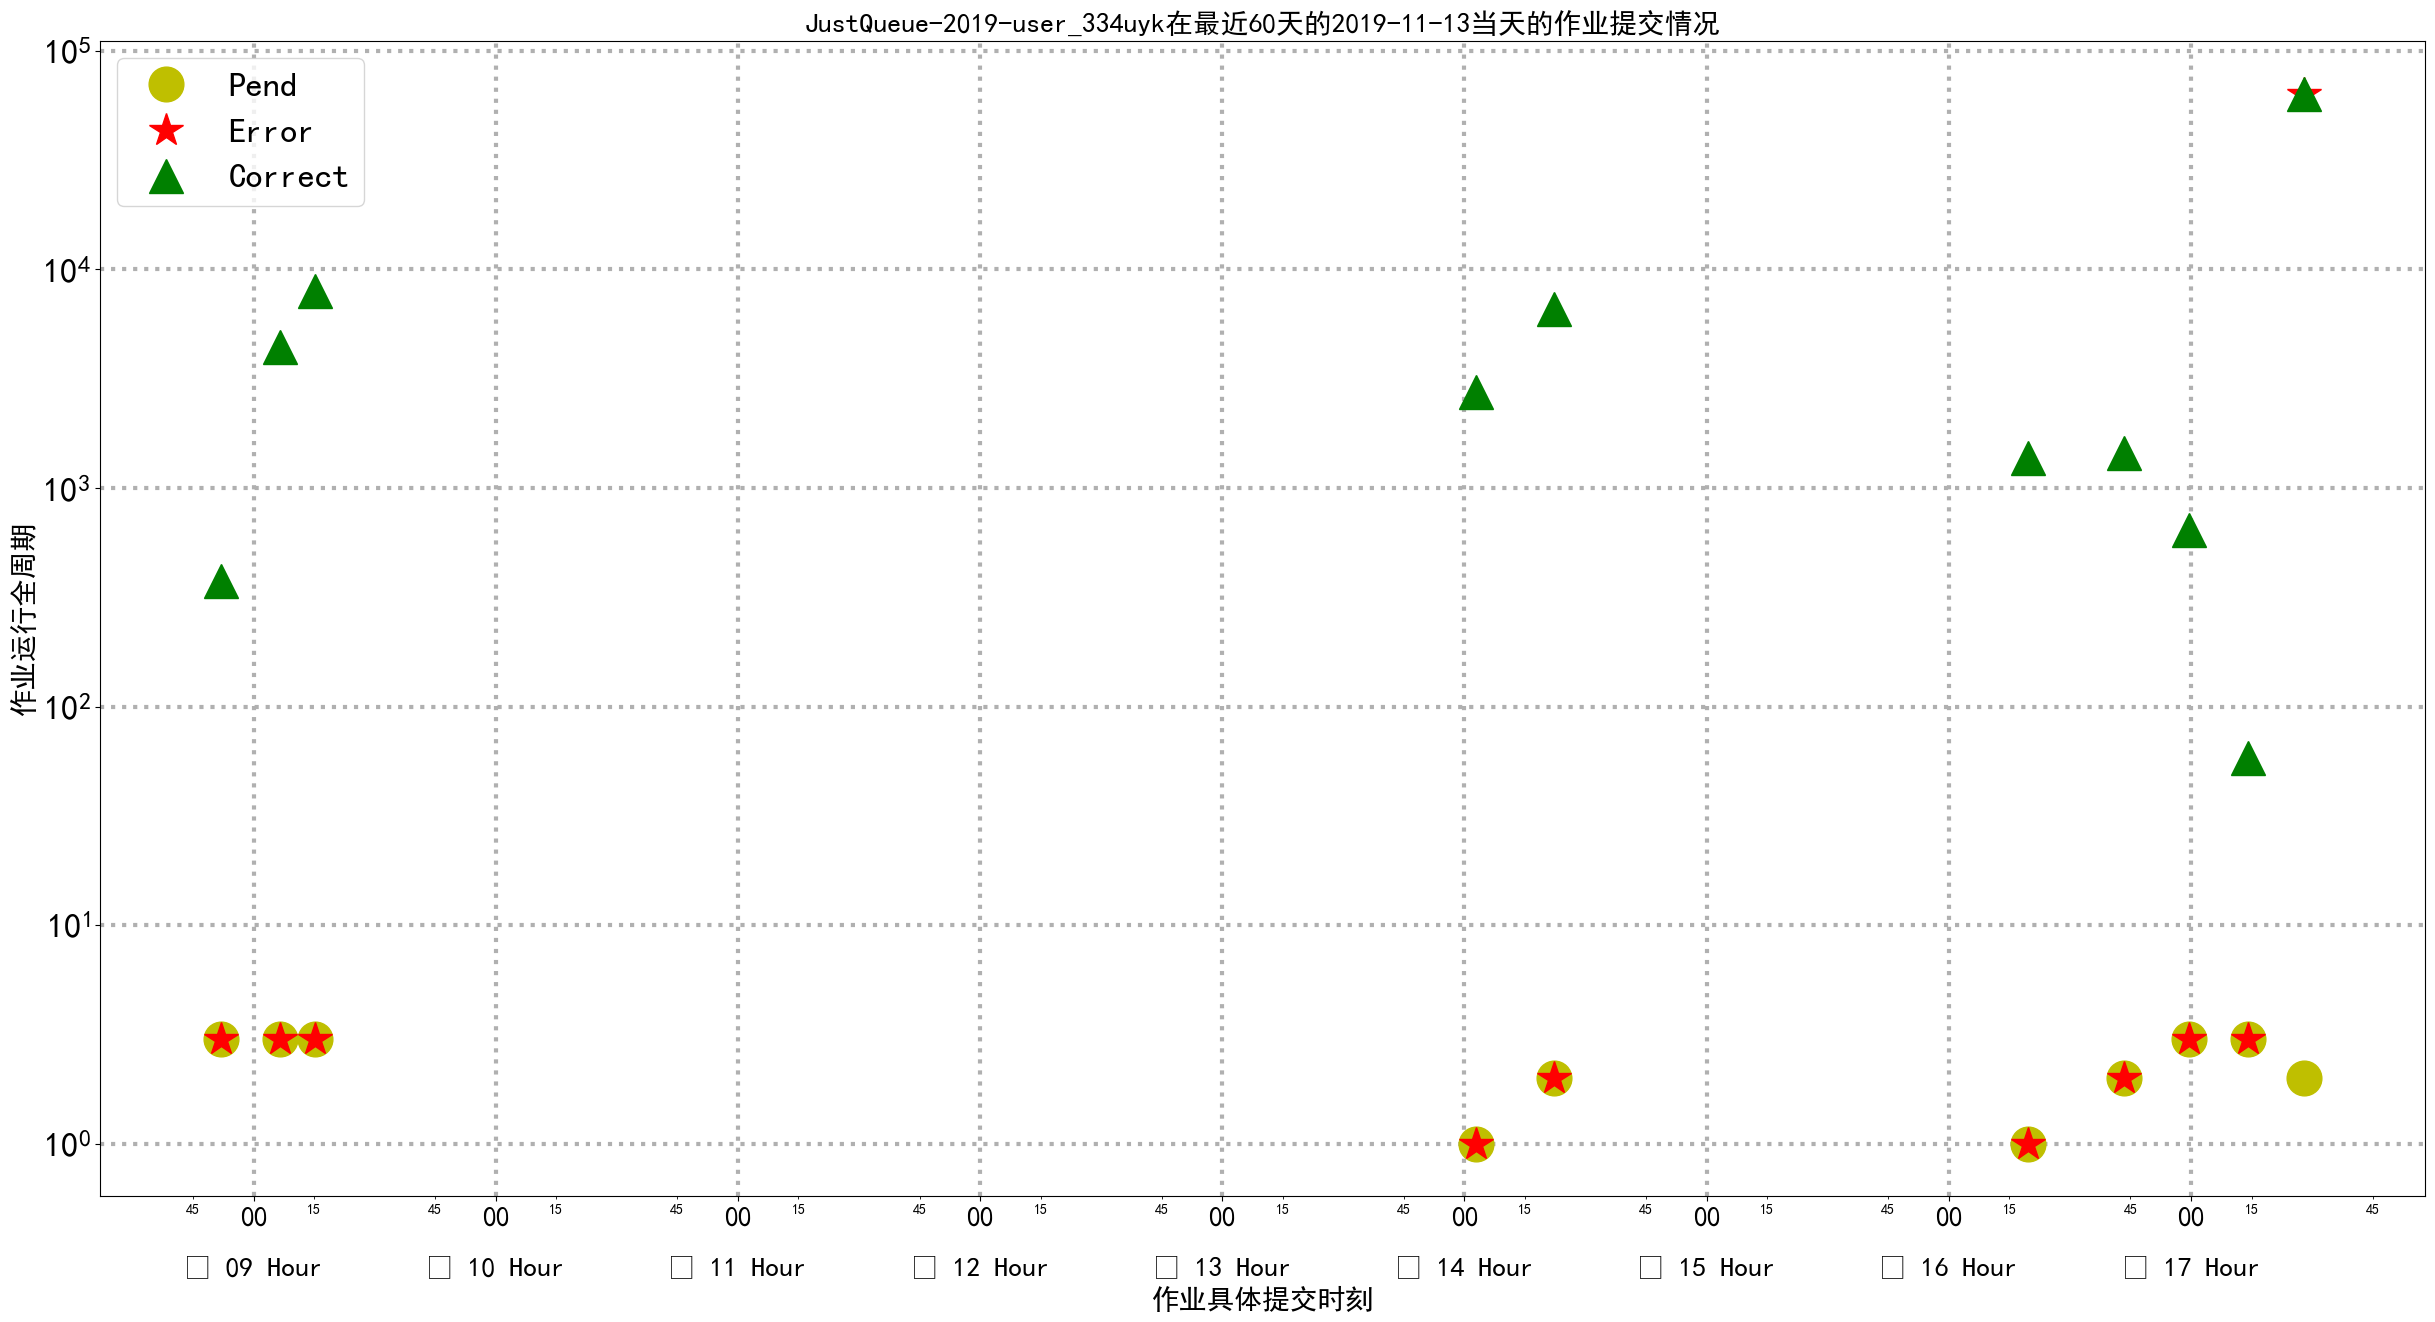 JustQueue-2019-user_334uyk在最近60天的2019-11-13当天的作业提交情况
Pend
Error
Correct
作业运行全周期
10⁵
10⁴
10³
10²
10¹
10⁰
45 00 15 45 00 15 45 00 15 45 00 15 45 00 15 45 00 15 45 00 15 45 00 15 45 00 15 45
□ 09 Hour □ 10 Hour □ 11 Hour □ 12 Hour □ 13 Hour □ 14 Hour □ 15 Hour □ 16 Hour □ 17 Hour
作业具体提交时刻